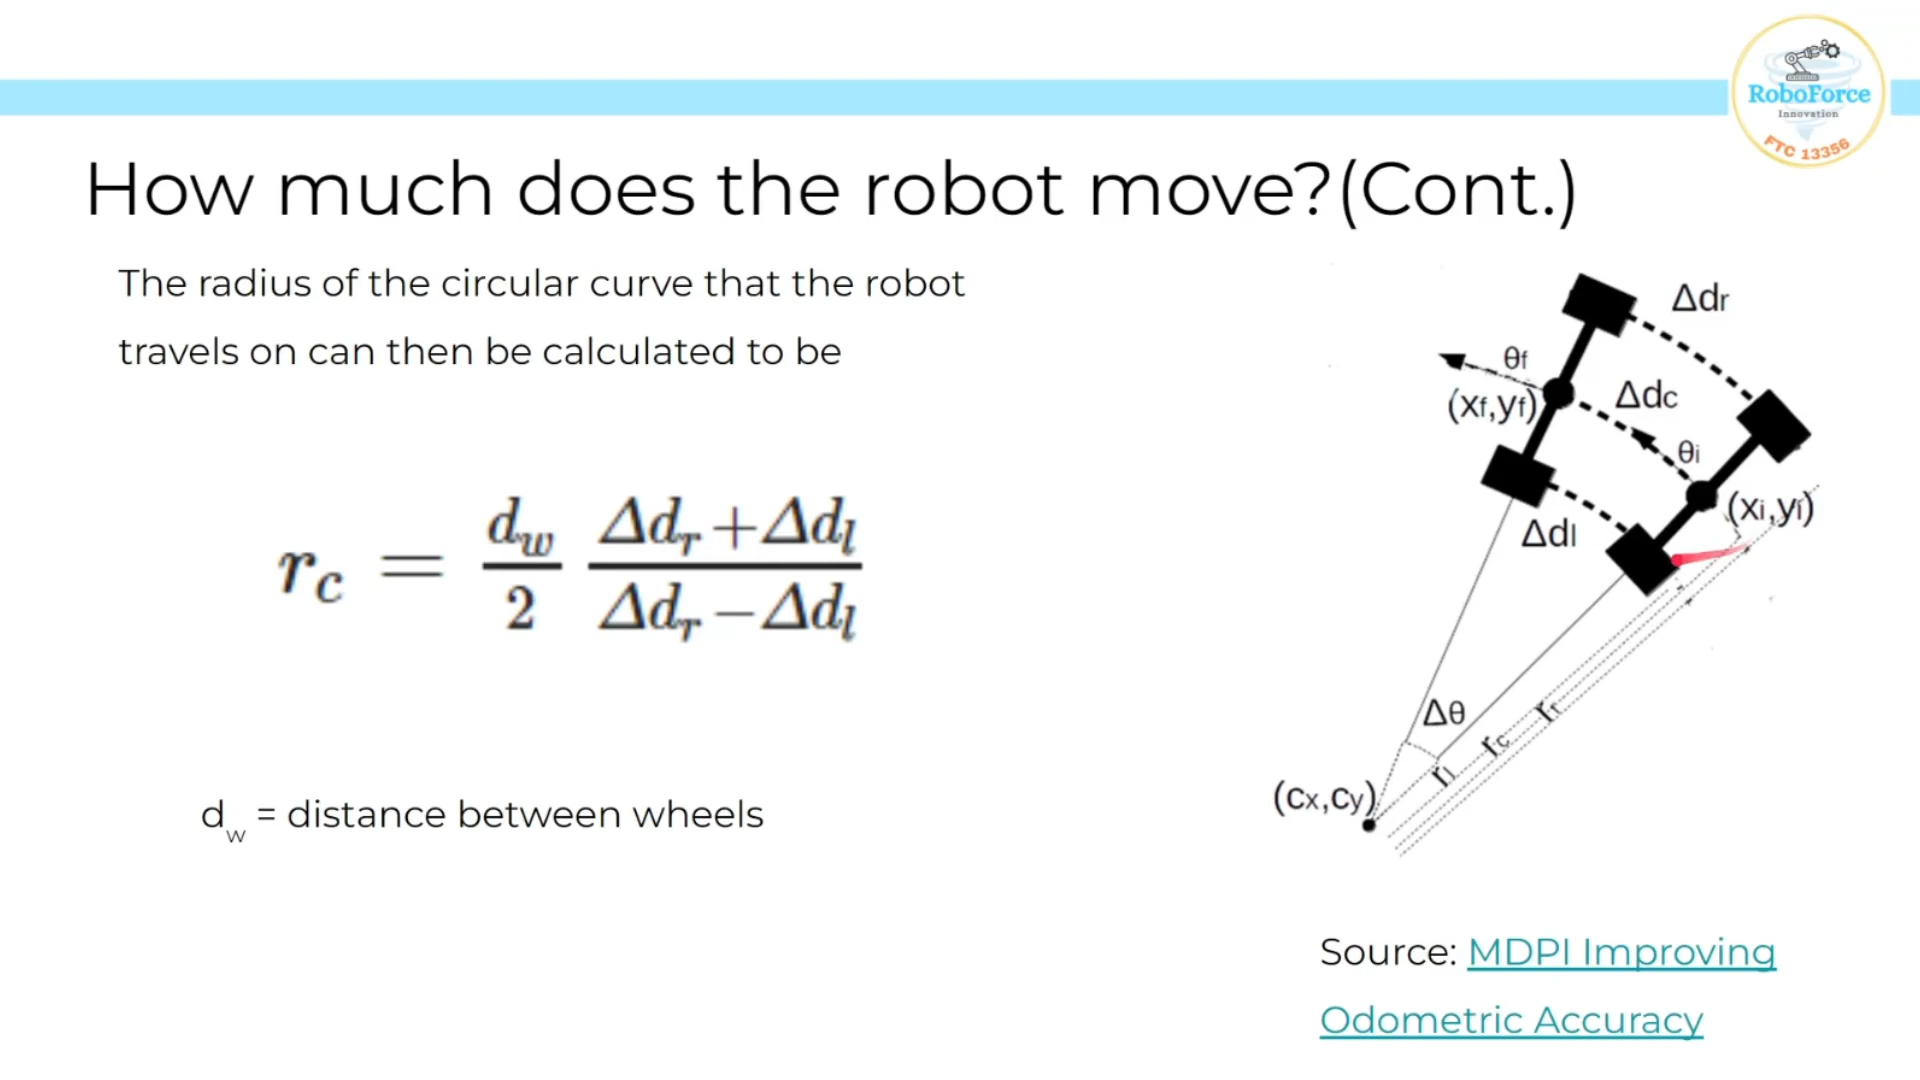 RoboForce
Innovation
FTC 13356
How much does the robot move?(Cont.)
The radius of the circular curve that the robot
travels on can then be calculated to be
r_c = d_w/2 (Δd_r+Δd_l)/(Δd_r−Δd_l)
d_w = distance between wheels
Δdr
θf
Δdc
(xf,yf)
θi
(xi,yi)
Δdl
Δθ
rr
rc
rl
(cx,cy)
Source: MDPI Improving
Odometric Accuracy